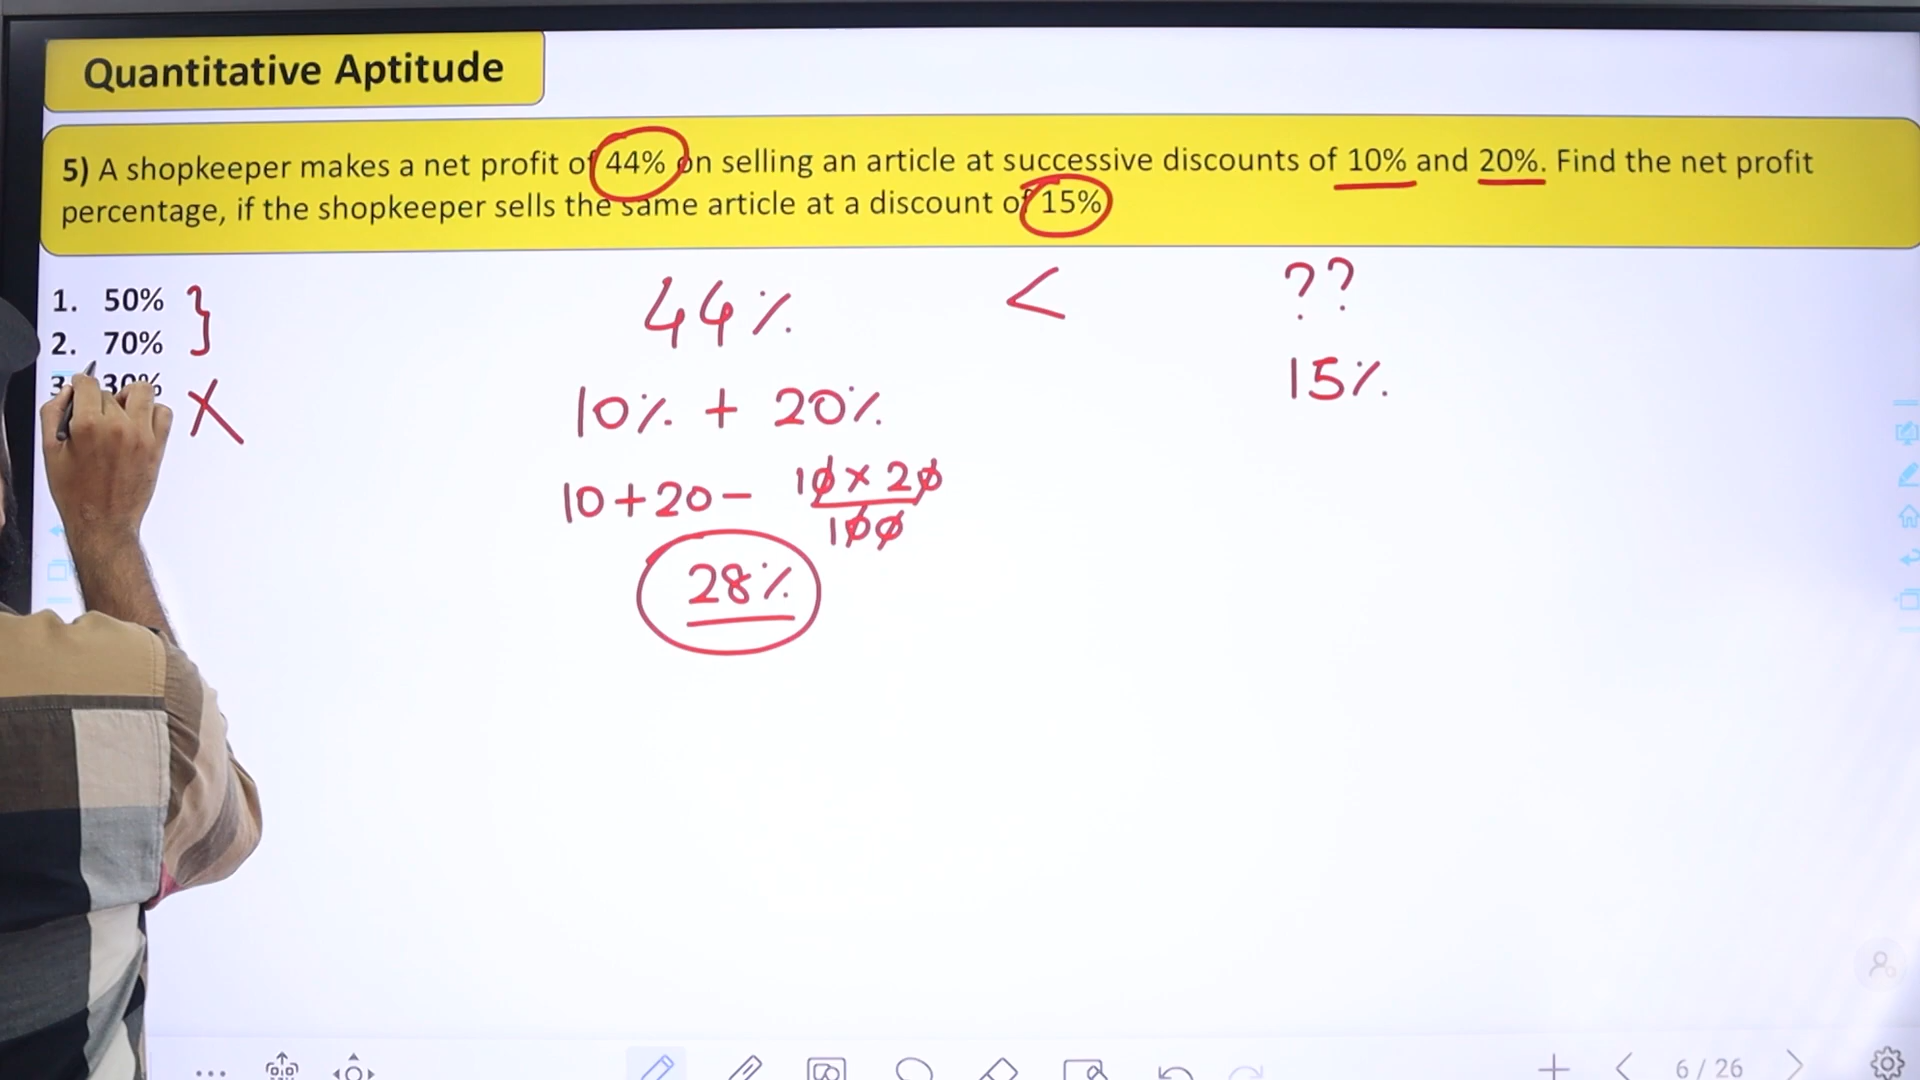 Quantitative Aptitude
5) A shopkeeper makes a net profit of 44% on selling an article at successive discounts of 10% and 20%. Find the net profit
percentage, if the shopkeeper sells the same article at a discount of 15%
1. 50% }
2. 70%
3. 30% X
44% < ??
15%
10% + 20%
10 + 20 - 10 x 20
100
28%
6 / 26